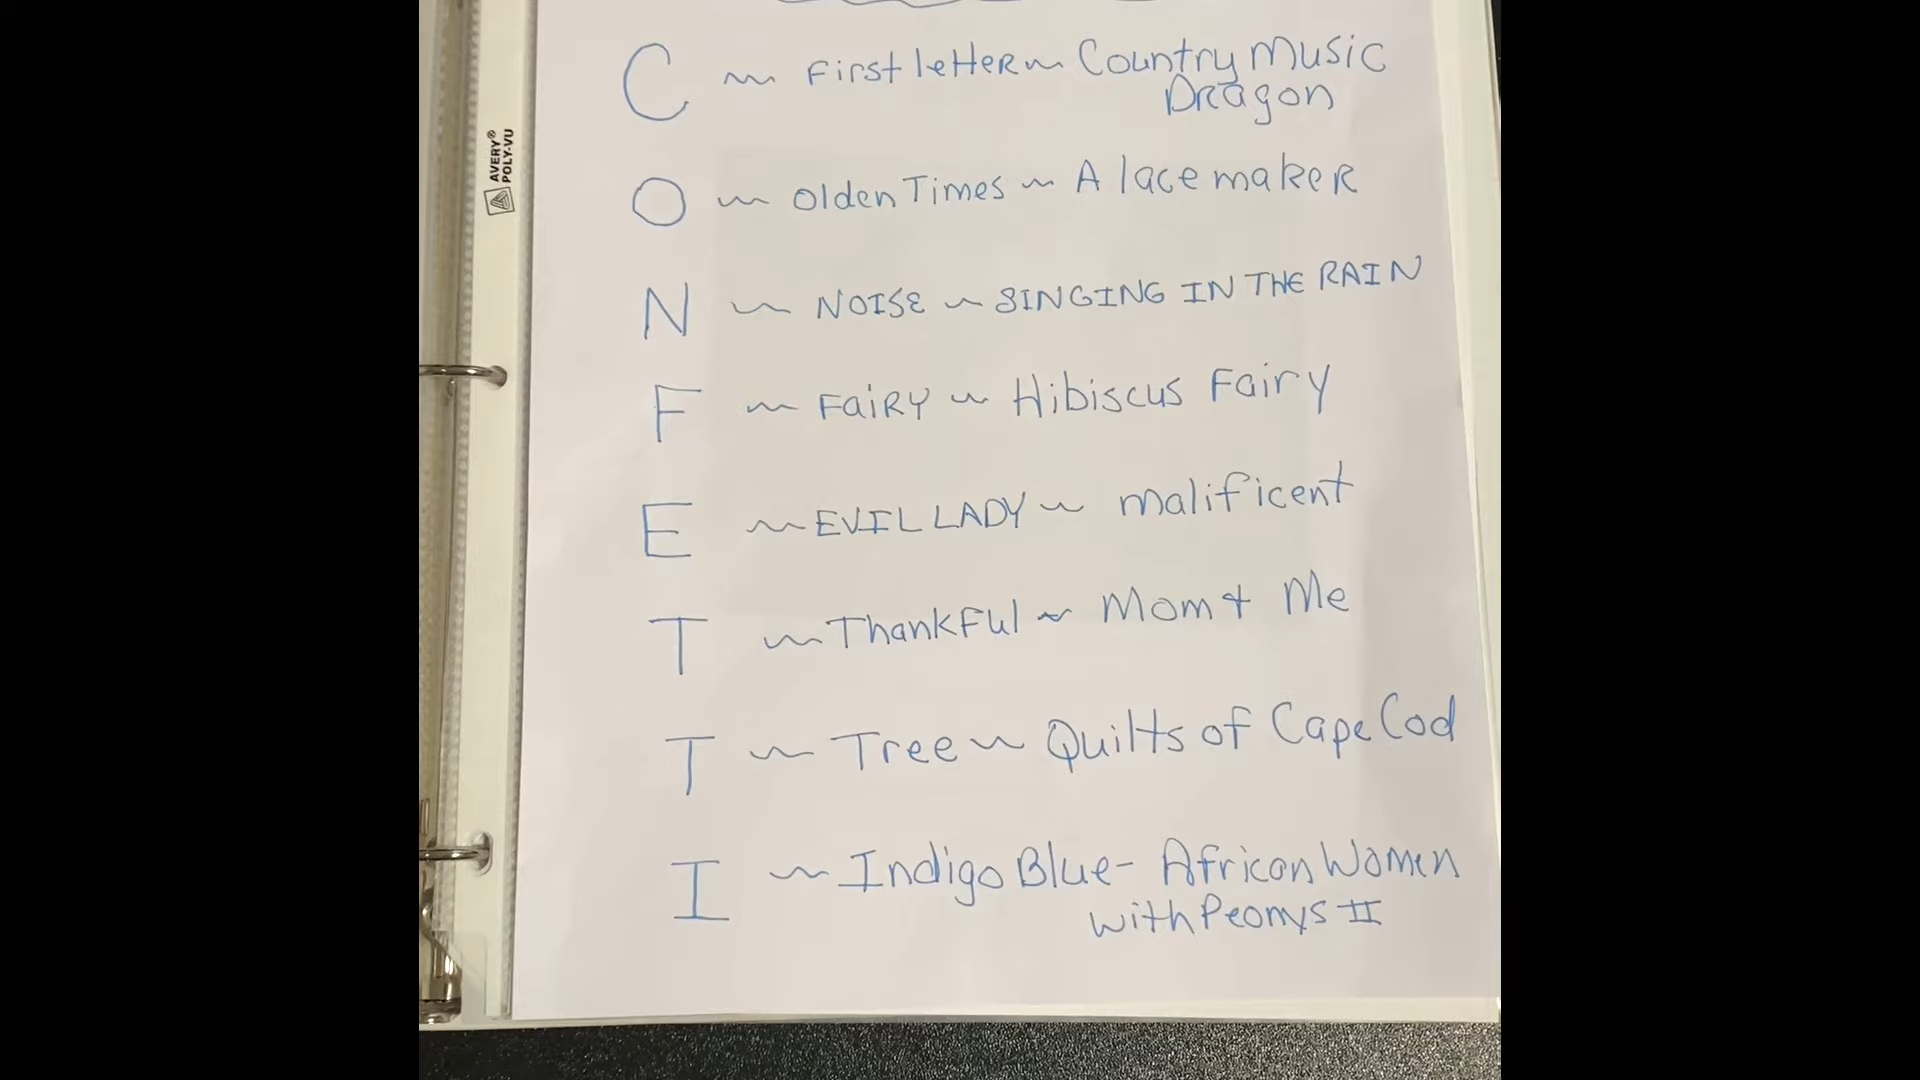 AVERY®
POLY-VU
C ~ First letter ~ Country Music
Dragon
O ~ Olden Times ~ A lace maker
N ~ NOISE ~ SINGING IN THE RAIN
F ~ FAiRY ~ Hibiscus Fairy
E ~ EVIL LADY ~ malificent
T ~ ThankFul ~ Mom + Me
T ~ Tree ~ Quilts of Cape Cod
I ~ Indigo Blue - African Women
with Peonys II